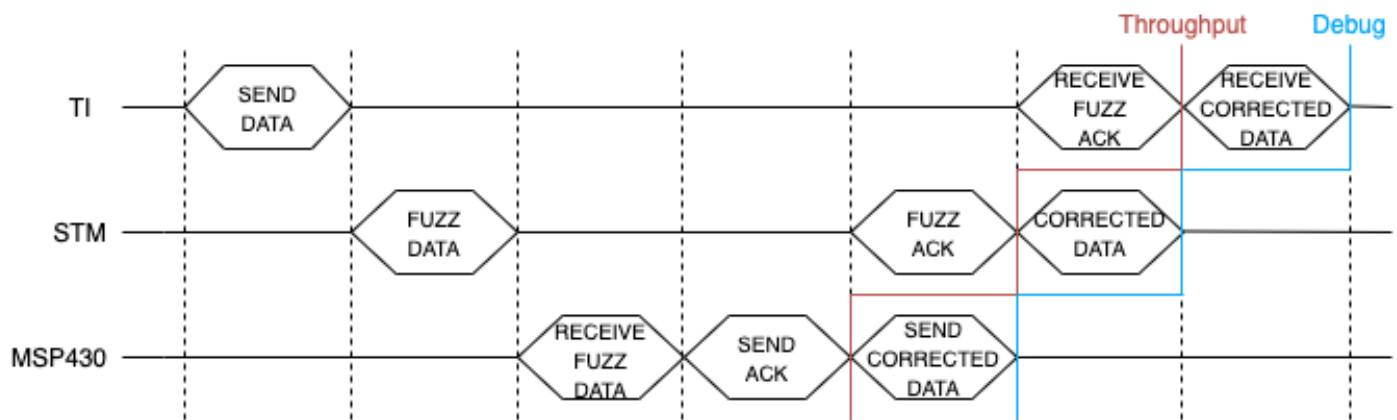 Throughput
Debug
TI
SEND
DATA
RECEIVE
FUZZ
ACK
RECEIVE
CORRECTED
DATA
STM
FUZZ
DATA
FUZZ
ACK
CORRECTED
DATA
MSP430
RECEIVE
FUZZ
DATA
SEND
ACK
SEND
CORRECTED
DATA